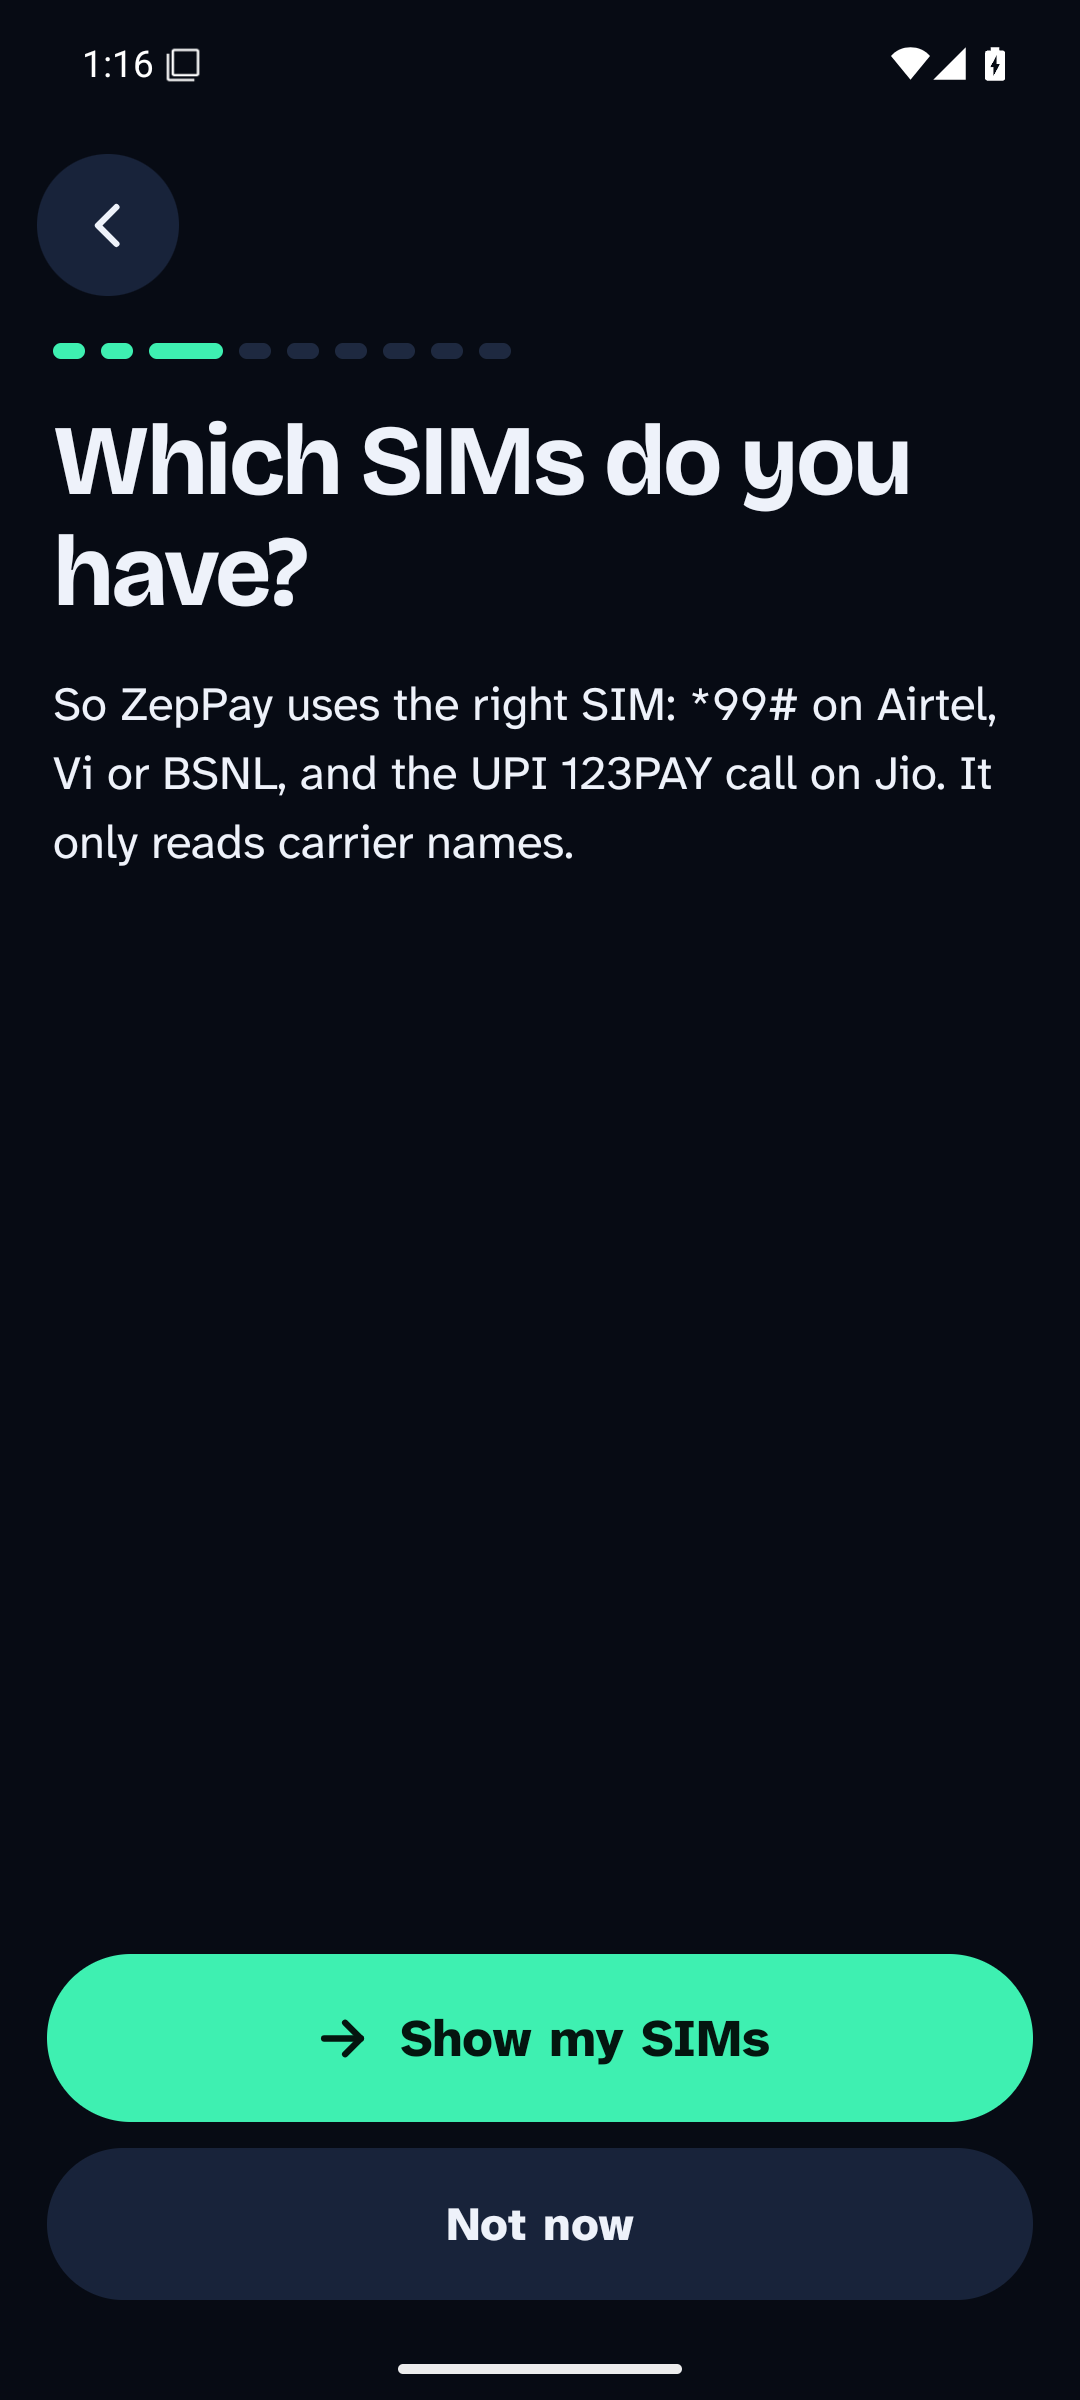 1:16
Which SIMs do you
have?
So ZepPay uses the right SIM: *99# on Airtel,
Vi or BSNL, and the UPI 123PAY call on Jio. It
only reads carrier names.
Show my SIMs
Not now